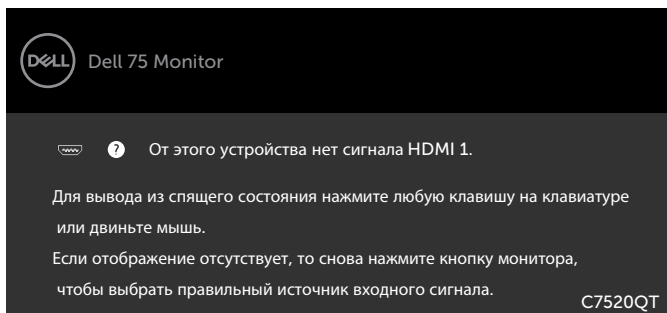 DELL
Dell 75 Monitor
? От этого устройства нет сигнала HDMI 1.
Для вывода из спящего состояния нажмите любую клавишу на клавиатуре
или двиньте мышь.
Если отображение отсутствует, то снова нажмите кнопку монитора,
чтобы выбрать правильный источник входного сигнала.
C7520QT